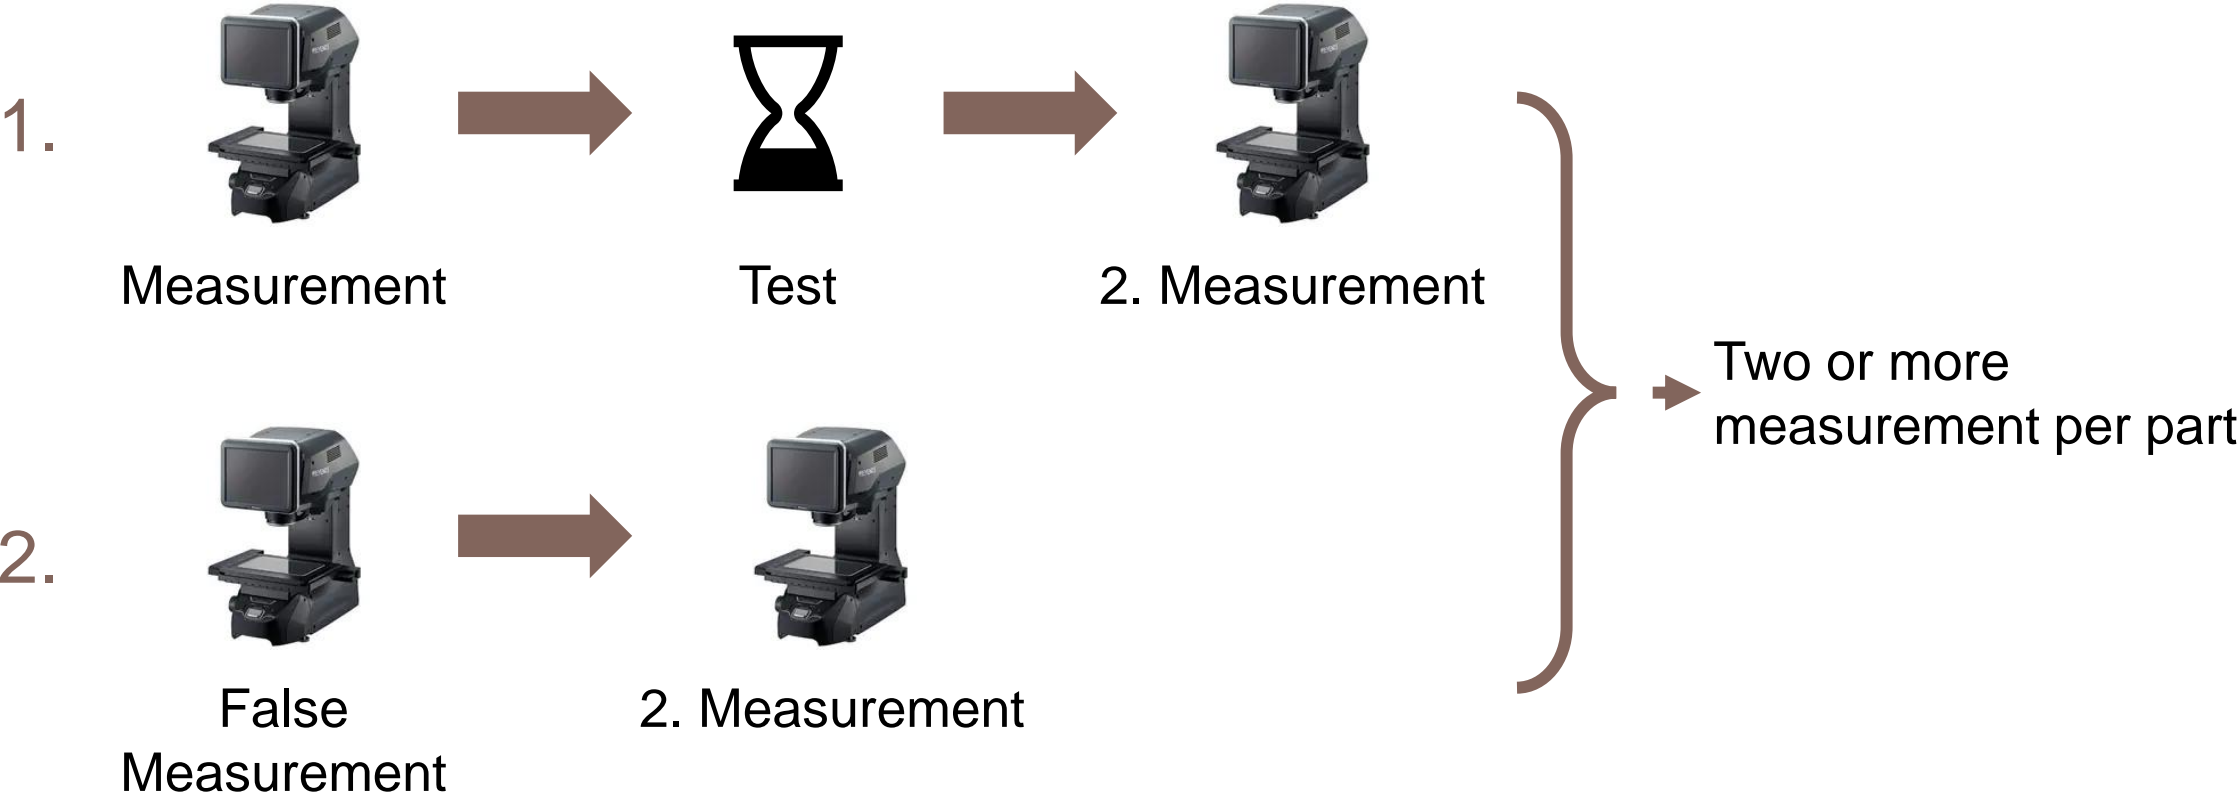 1.
Measurement
Test
2. Measurement
Two or more
measurement per part
2.
False
Measurement
2. Measurement